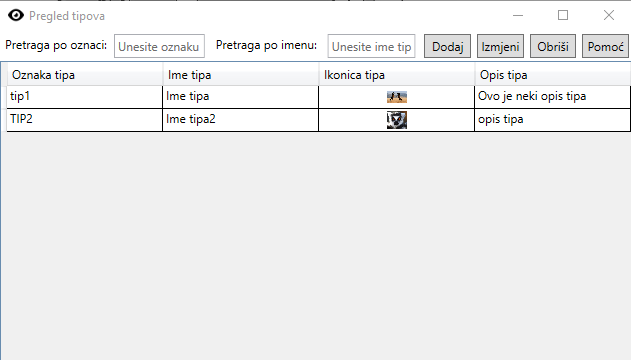 Pregled tipova
Pretraga po oznaci: Unesite oznaku Pretraga po imenu: Unesite ime tip Dodaj Izmjeni Obriši Pomoć
Oznaka tipa Ime tipa Ikonica tipa Opis tipa
tip1 Ime tipa Ovo je neki opis tipa
TIP2 Ime tipa2 opis tipa